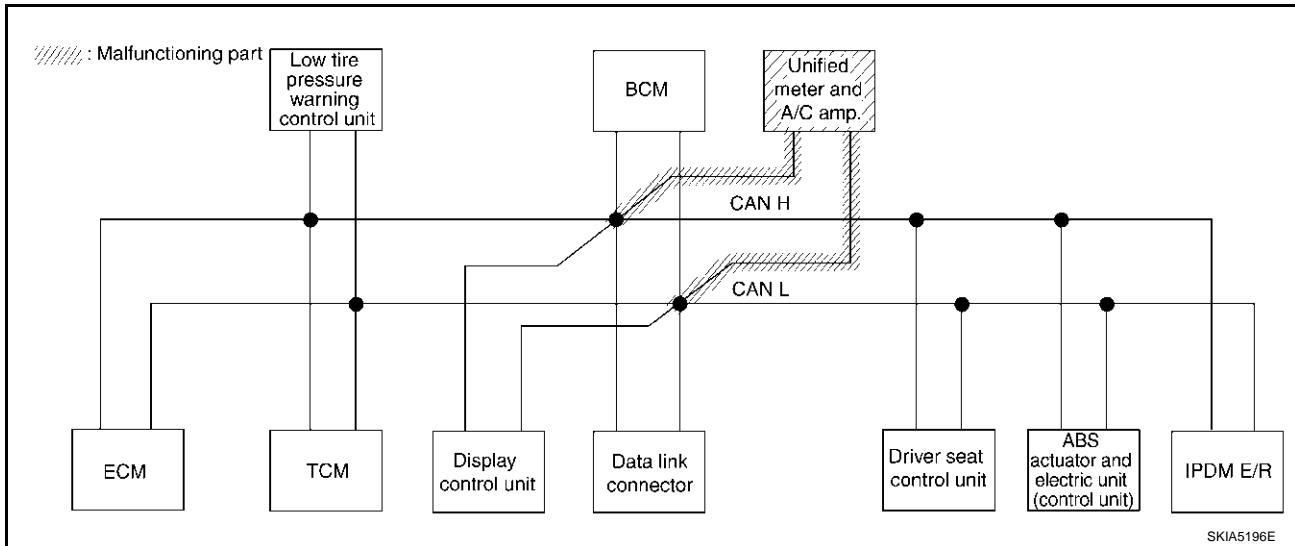 : Malfunctioning part
Low tire
pressure
warning
control unit
BCM
Unified
meter and
A/C amp.
CAN H
CAN L
ECM
TCM
Display
control unit
Data link
connector
Driver seat
control unit
ABS
actuator and
electric unit
(control unit)
IPDM E/R
SKIA5196E